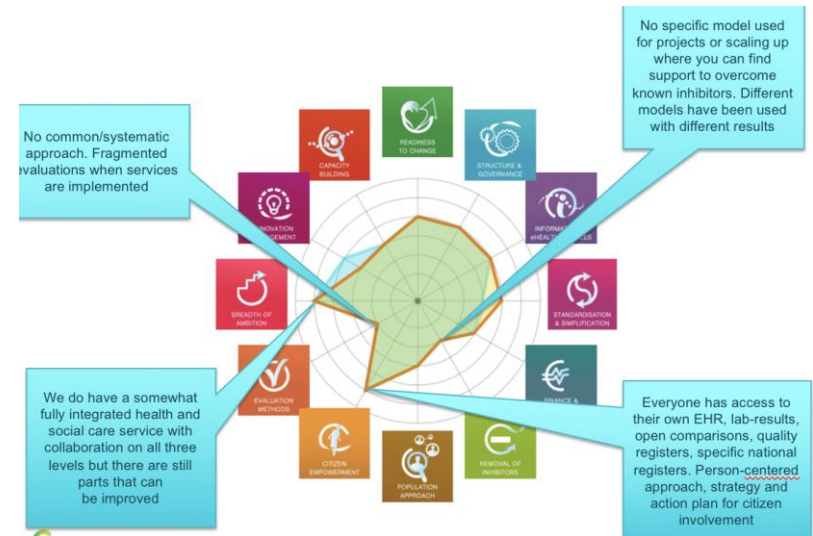 No specific model used
for projects or scaling up
where you can find
support to overcome
known inhibitors. Different
models have been used
with different results
No common/systematic
approach. Fragmented
evaluations when services
are implemented
READINESS
TO CHANGE
CAPACITY
BUILDING
STRUCTURE &
GOVERNANCE
BREADTH OF
AMBITION
STANDARDISATION
& SIMPLIFICATION
EVALUATION
METHODS
FINANCE &
CITIZEN
EMPOWERMENT
POPULATION
APPROACH
REMOVAL OF
INHIBITORS
We do have a somewhat
fully integrated health and
social care service with
collaboration on all three
levels but there are still
parts that can
be improved
Everyone has access to
their own EHR, lab-results,
open comparisons, quality
registers, specific national
registers. Person-centered
approach, strategy and
action plan for citizen
involvement